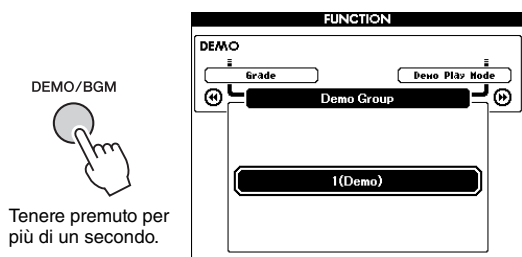 DEMO/BGM
Tenere premuto per
più di un secondo.
FUNCTION
DEMO
Grade
Demo Play Mode
Demo Group
1(Demo)